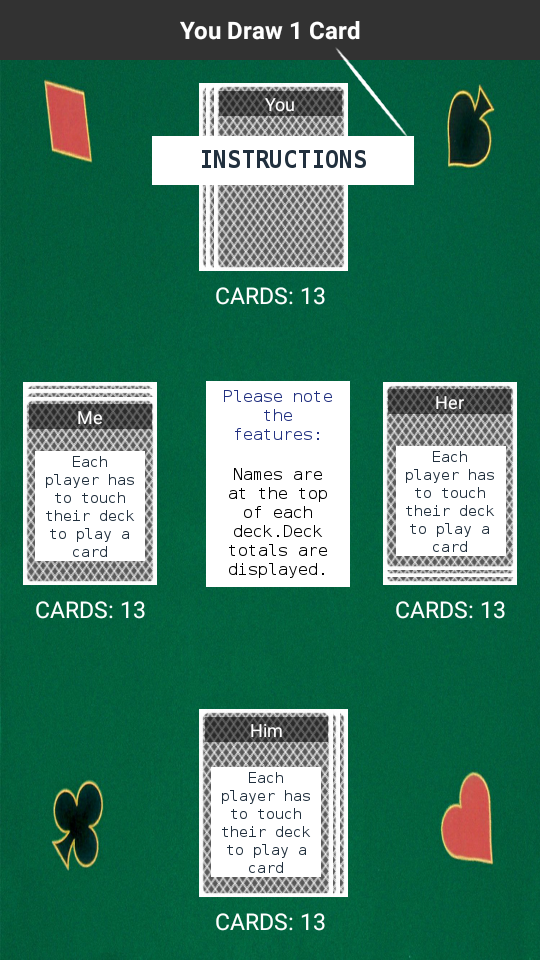 You Draw 1 Card
You
INSTRUCTIONS
CARDS: 13
Me
Each
player has
to touch
their deck
to play a
card
CARDS: 13
Please note
the
features:
Names are
at the top
of each
deck.Deck
totals are
displayed.
Her
Each
player has
to touch
their deck
to play a
card
CARDS: 13
Him
Each
player has
to touch
their deck
to play a
card
CARDS: 13